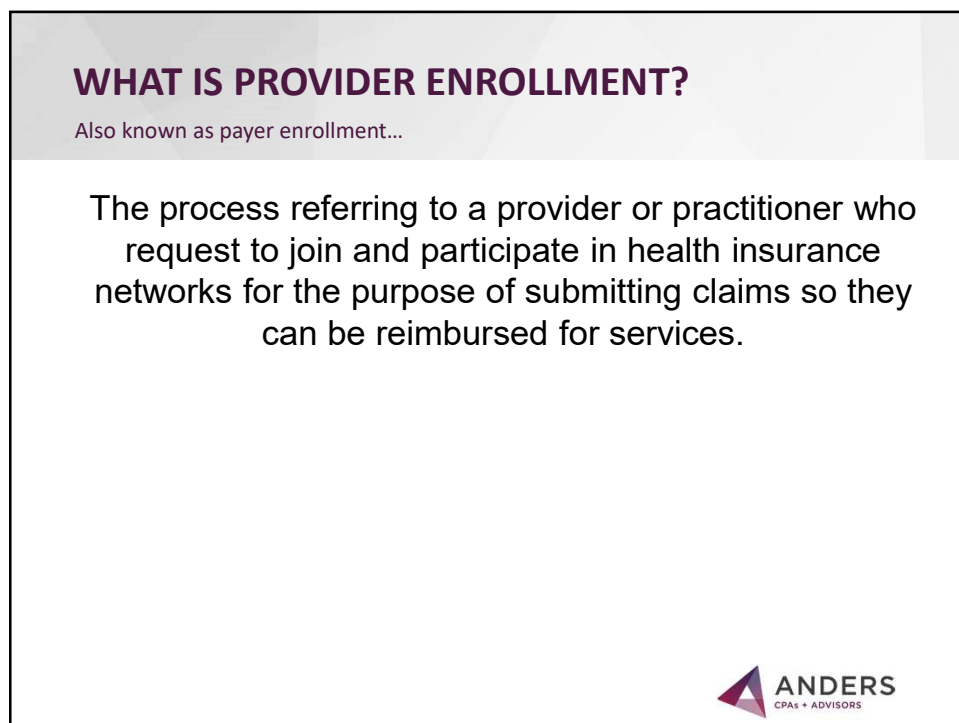 WHAT IS PROVIDER ENROLLMENT?
Also known as payer enrollment...
The process referring to a provider or practitioner who
request to join and participate in health insurance
networks for the purpose of submitting claims so they
can be reimbursed for services.
ANDERS
CPAs + ADVISORS